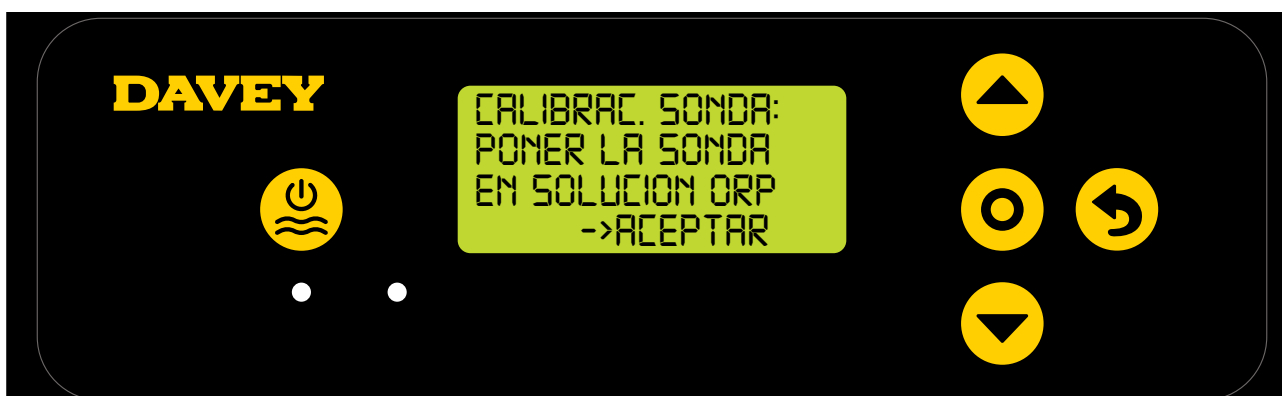 DAVEY
CALIBRAC. SONDA:
PONER LA SONDA
EN SOLUCION ORP
->ACEPTAR